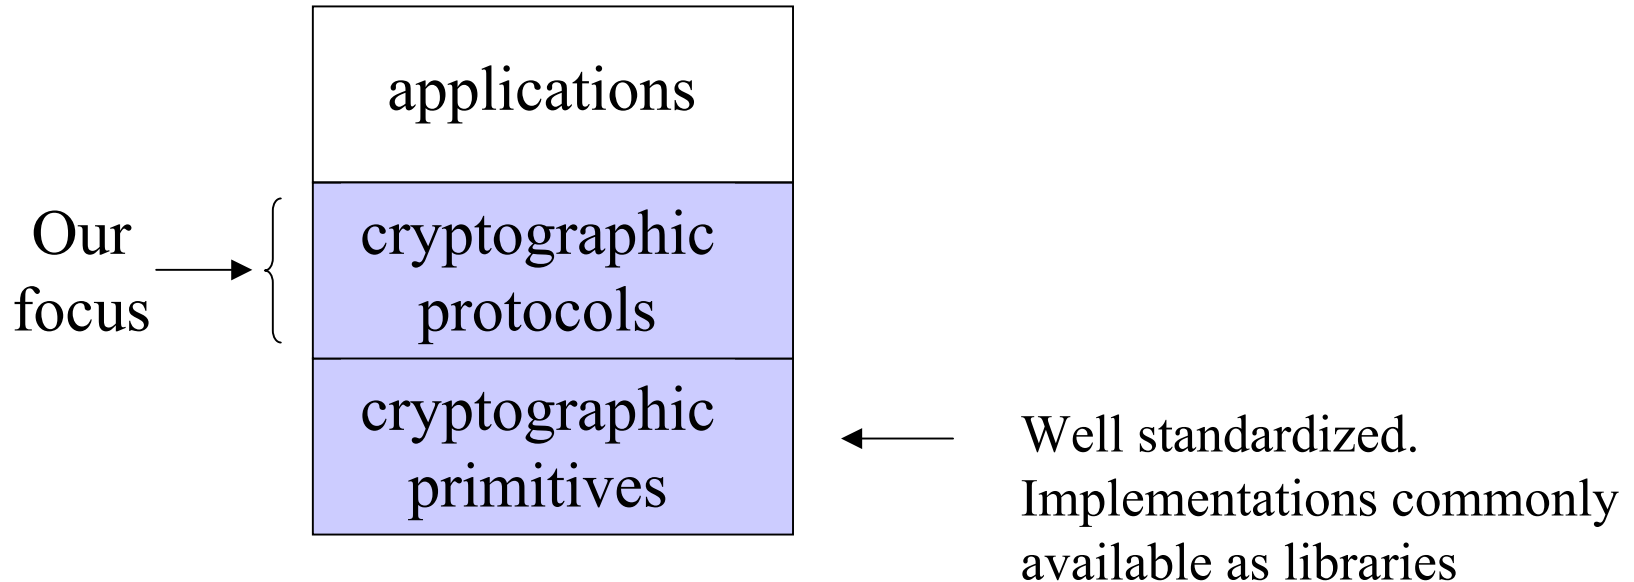 applications
Our
focus
cryptographic
protocols
cryptographic
primitives
Well standardized.
Implementations commonly
available as libraries